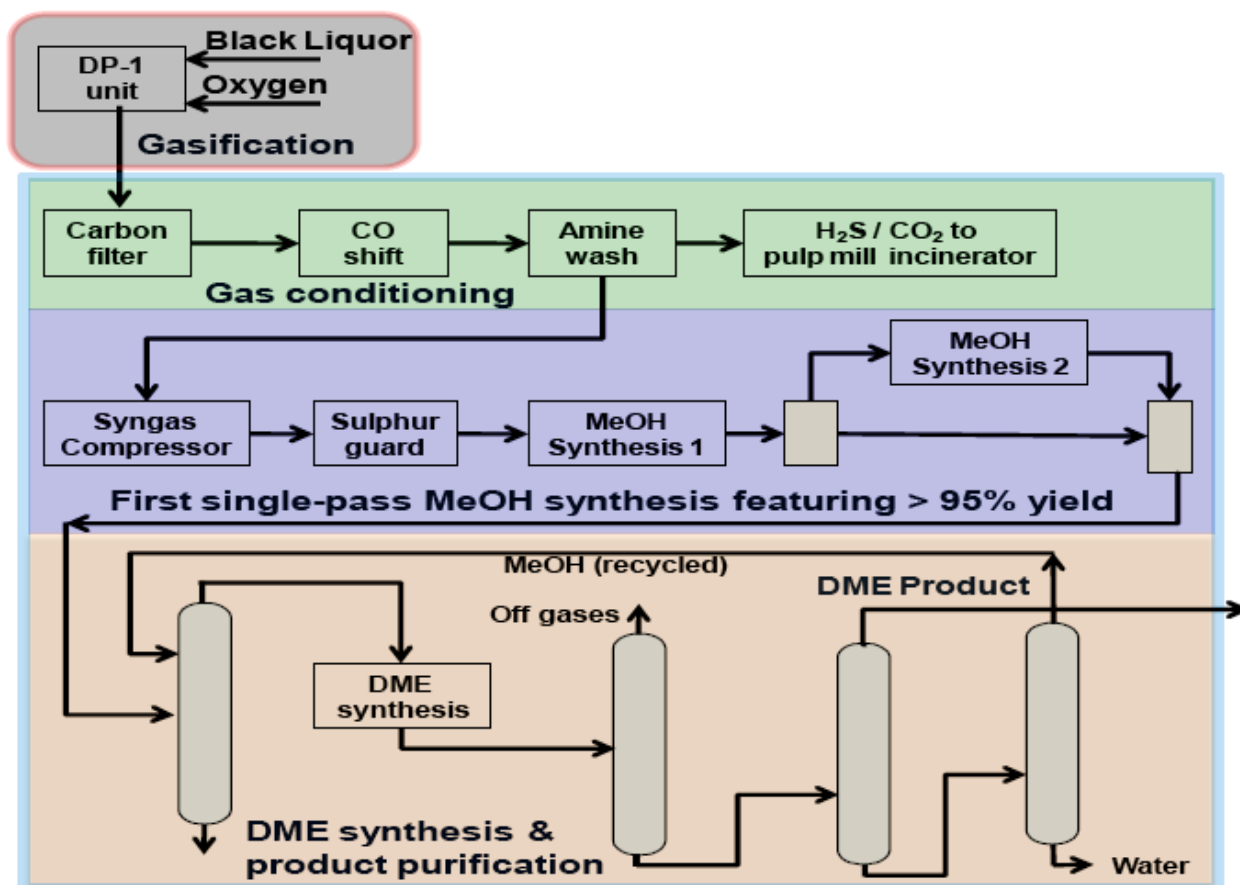 Black Liquor
DP-1
unit
Oxygen
Gasification
Carbon
filter
CO
shift
Amine
wash
H₂S / CO₂ to
pulp mill incinerator
Gas conditioning
MeOH
Synthesis 2
Syngas
Compressor
Sulphur
guard
MeOH
Synthesis 1
First single-pass MeOH synthesis featuring > 95% yield
MeOH (recycled)
DME Product
Off gases
DME
synthesis
DME synthesis &
product purification
Water